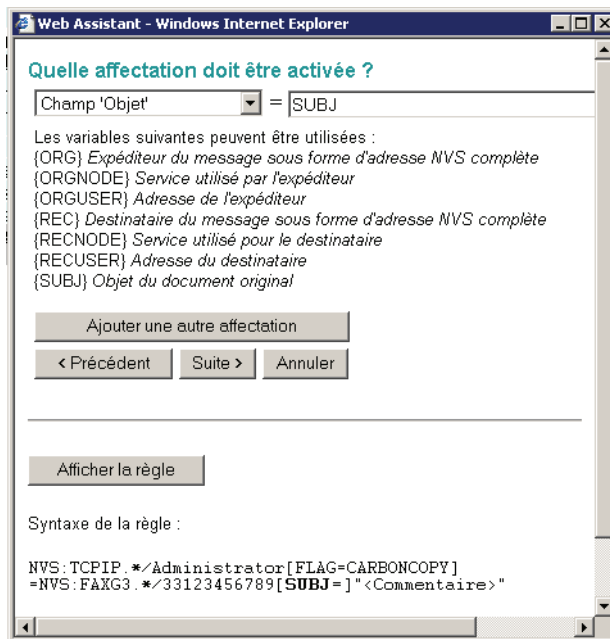 Web Assistant - Windows Internet Explorer
Quelle affectation doit être activée ?
Champ 'Objet' = SUBJ
Les variables suivantes peuvent être utilisées :
{ORG} Expéditeur du message sous forme d'adresse NVS complète
{ORGNODE} Service utilisé par l'expéditeur
{ORGUSER} Adresse de l'expéditeur
{REC} Destinataire du message sous forme d'adresse NVS complète
{RECNODE} Service utilisé pour le destinataire
{RECUSER} Adresse du destinataire
{SUBJ} Objet du document original
Ajouter une autre affectation
< Précédent Suite > Annuler
Afficher la règle
Syntaxe de la règle :
NVS:TCPIP.*/Administrator[FLAG=CARBONCOPY]
=NVS:FAXG3.*/33123456789[SUBJ=]"<Commentaire>"